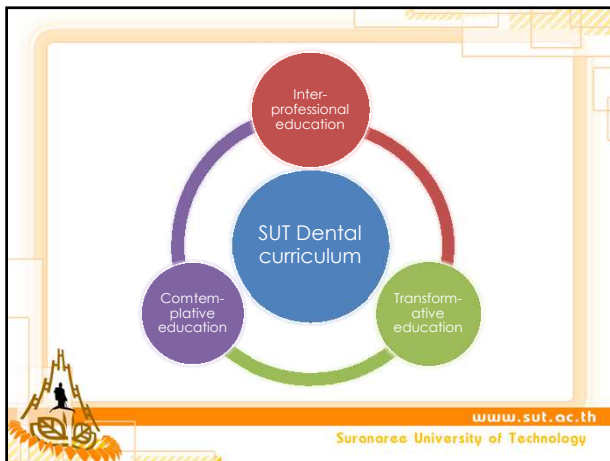 Inter-
professional
education
SUT Dental
curriculum
Comtem-
plative
education
Transform-
ative
education
www.sut.ac.th
Suranaree University of Technology